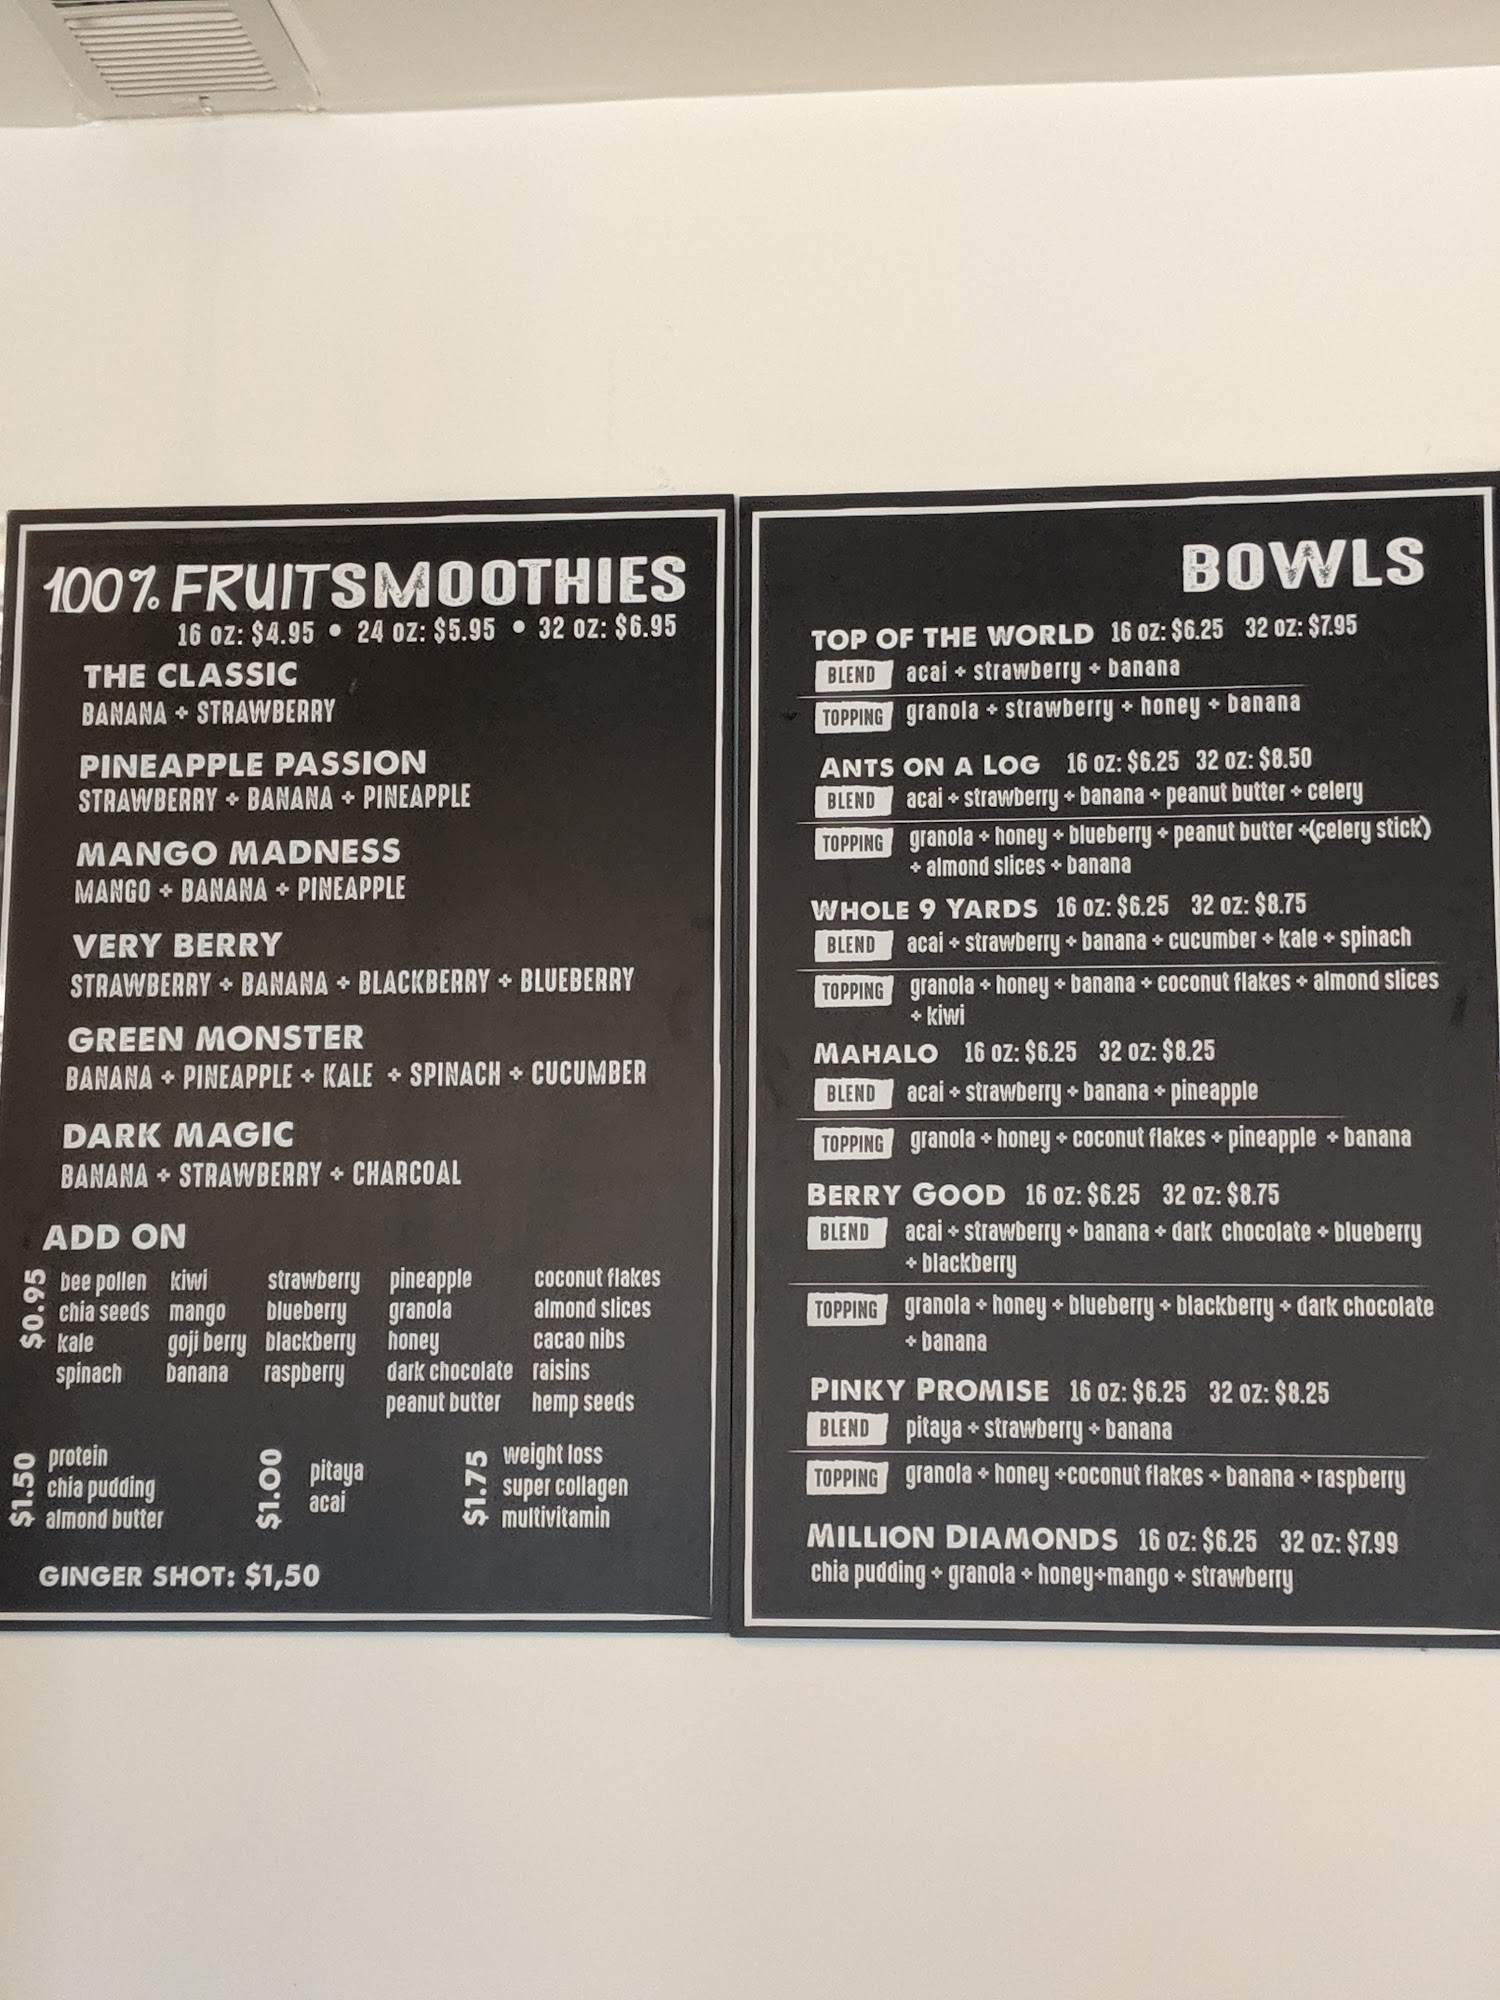 100% FRUITSMOOTHIES
16 OZ: $4.95 • 24 OZ: $5.95 • 32 OZ: $6.95
THE CLASSIC
BANANA + STRAWBERRY
PINEAPPLE PASSION
STRAWBERRY + BANANA + PINEAPPLE
MANGO MADNESS
MANGO + BANANA + PINEAPPLE
VERY BERRY
STRAWBERRY + BANANA + BLACKBERRY + BLUEBERRY
GREEN MONSTER
BANANA + PINEAPPLE + KALE + SPINACH + CUCUMBER
DARK MAGIC
BANANA + STRAWBERRY + CHARCOAL
ADD ON
$0.95
bee pollen kiwi strawberry pineapple coconut flakes
chia seeds mango blueberry granola almond slices
kale goji berry blackberry honey cacao nibs
spinach banana raspberry dark chocolate raisins
peanut butter hemp seeds
$1.50
protein
chia pudding
almond butter
$1.00
pitaya
acai
$1.75
weight loss
super collagen
multivitamin
GINGER SHOT: $1,50
BOWLS
TOP OF THE WORLD 16 OZ: $6.25 32 OZ: $7.95
BLEND acai + strawberry + banana
TOPPING granola + strawberry + honey + banana
ANTS ON A LOG 16 OZ: $6.25 32 OZ: $8.50
BLEND acai + strawberry + banana + peanut butter + celery
TOPPING granola + honey + blueberry + peanut butter +(celery stick)
+ almond slices + banana
WHOLE 9 YARDS 16 OZ: $6.25 32 OZ: $8.75
BLEND acai + strawberry + banana + cucumber + kale + spinach
TOPPING granola + honey + banana + coconut flakes + almond slices
+ kiwi
MAHALO 16 OZ: $6.25 32 OZ: $8.25
BLEND acai + strawberry + banana + pineapple
TOPPING granola + honey + coconut flakes + pineapple + banana
BERRY GOOD 16 OZ: $6.25 32 OZ: $8.75
BLEND acai + strawberry + banana + dark chocolate + blueberry
+ blackberry
TOPPING granola + honey + blueberry + blackberry + dark chocolate
+ banana
PINKY PROMISE 16 OZ: $6.25 32 OZ: $8.25
BLEND pitaya + strawberry + banana
TOPPING granola + honey +coconut flakes + banana + raspberry
MILLION DIAMONDS 16 OZ: $6.25 32 OZ: $7.99
chia pudding + granola + honey+mango + strawberry